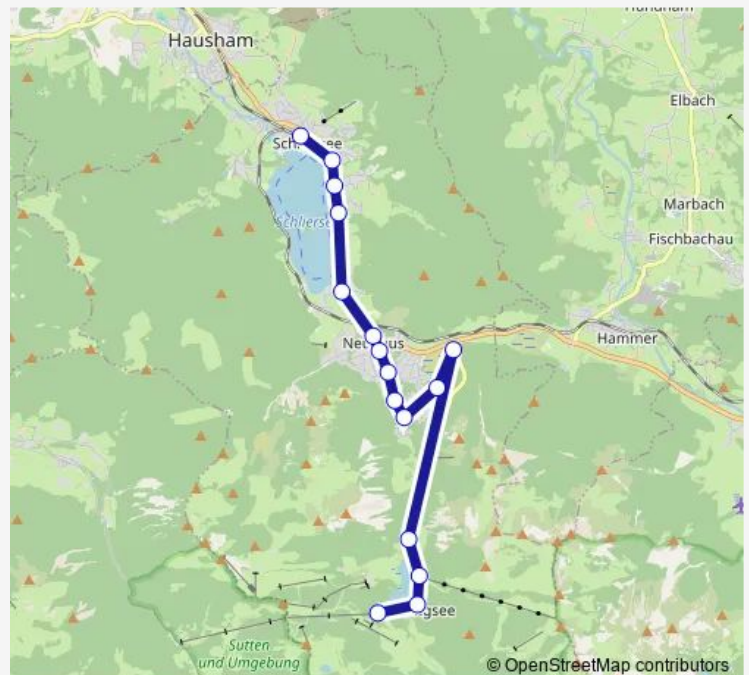 Hausham
Elbach
Marbach
Fischbachau
Schliersee
Hammer
Sutten
und Umgebung
© OpenStreetMap contributors